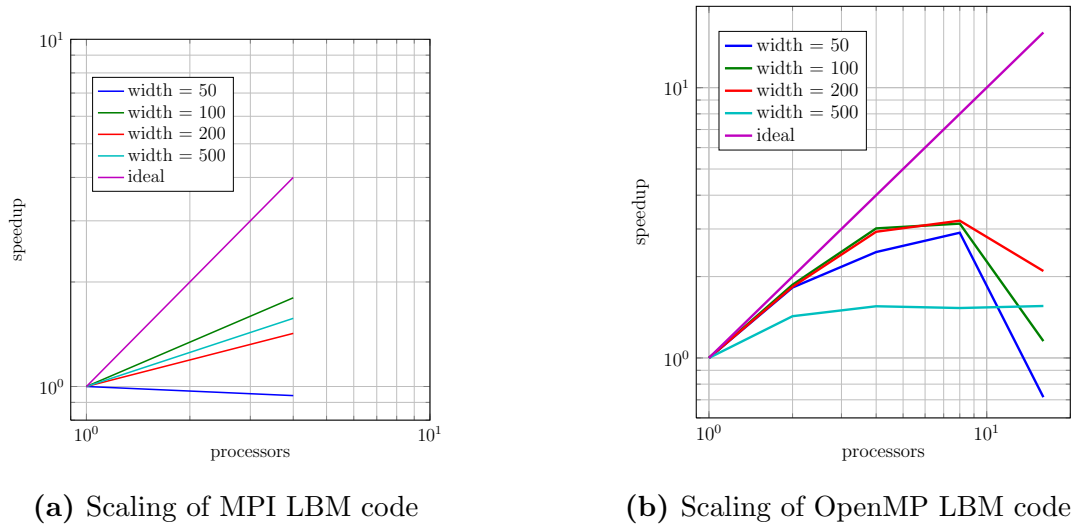 10^1
speedup
10^0
width = 50
width = 100
width = 200
width = 500
ideal
10^0
10^1
processors
(a) Scaling of MPI LBM code
10^1
speedup
10^0
width = 50
width = 100
width = 200
width = 500
ideal
10^0
10^1
processors
(b) Scaling of OpenMP LBM code